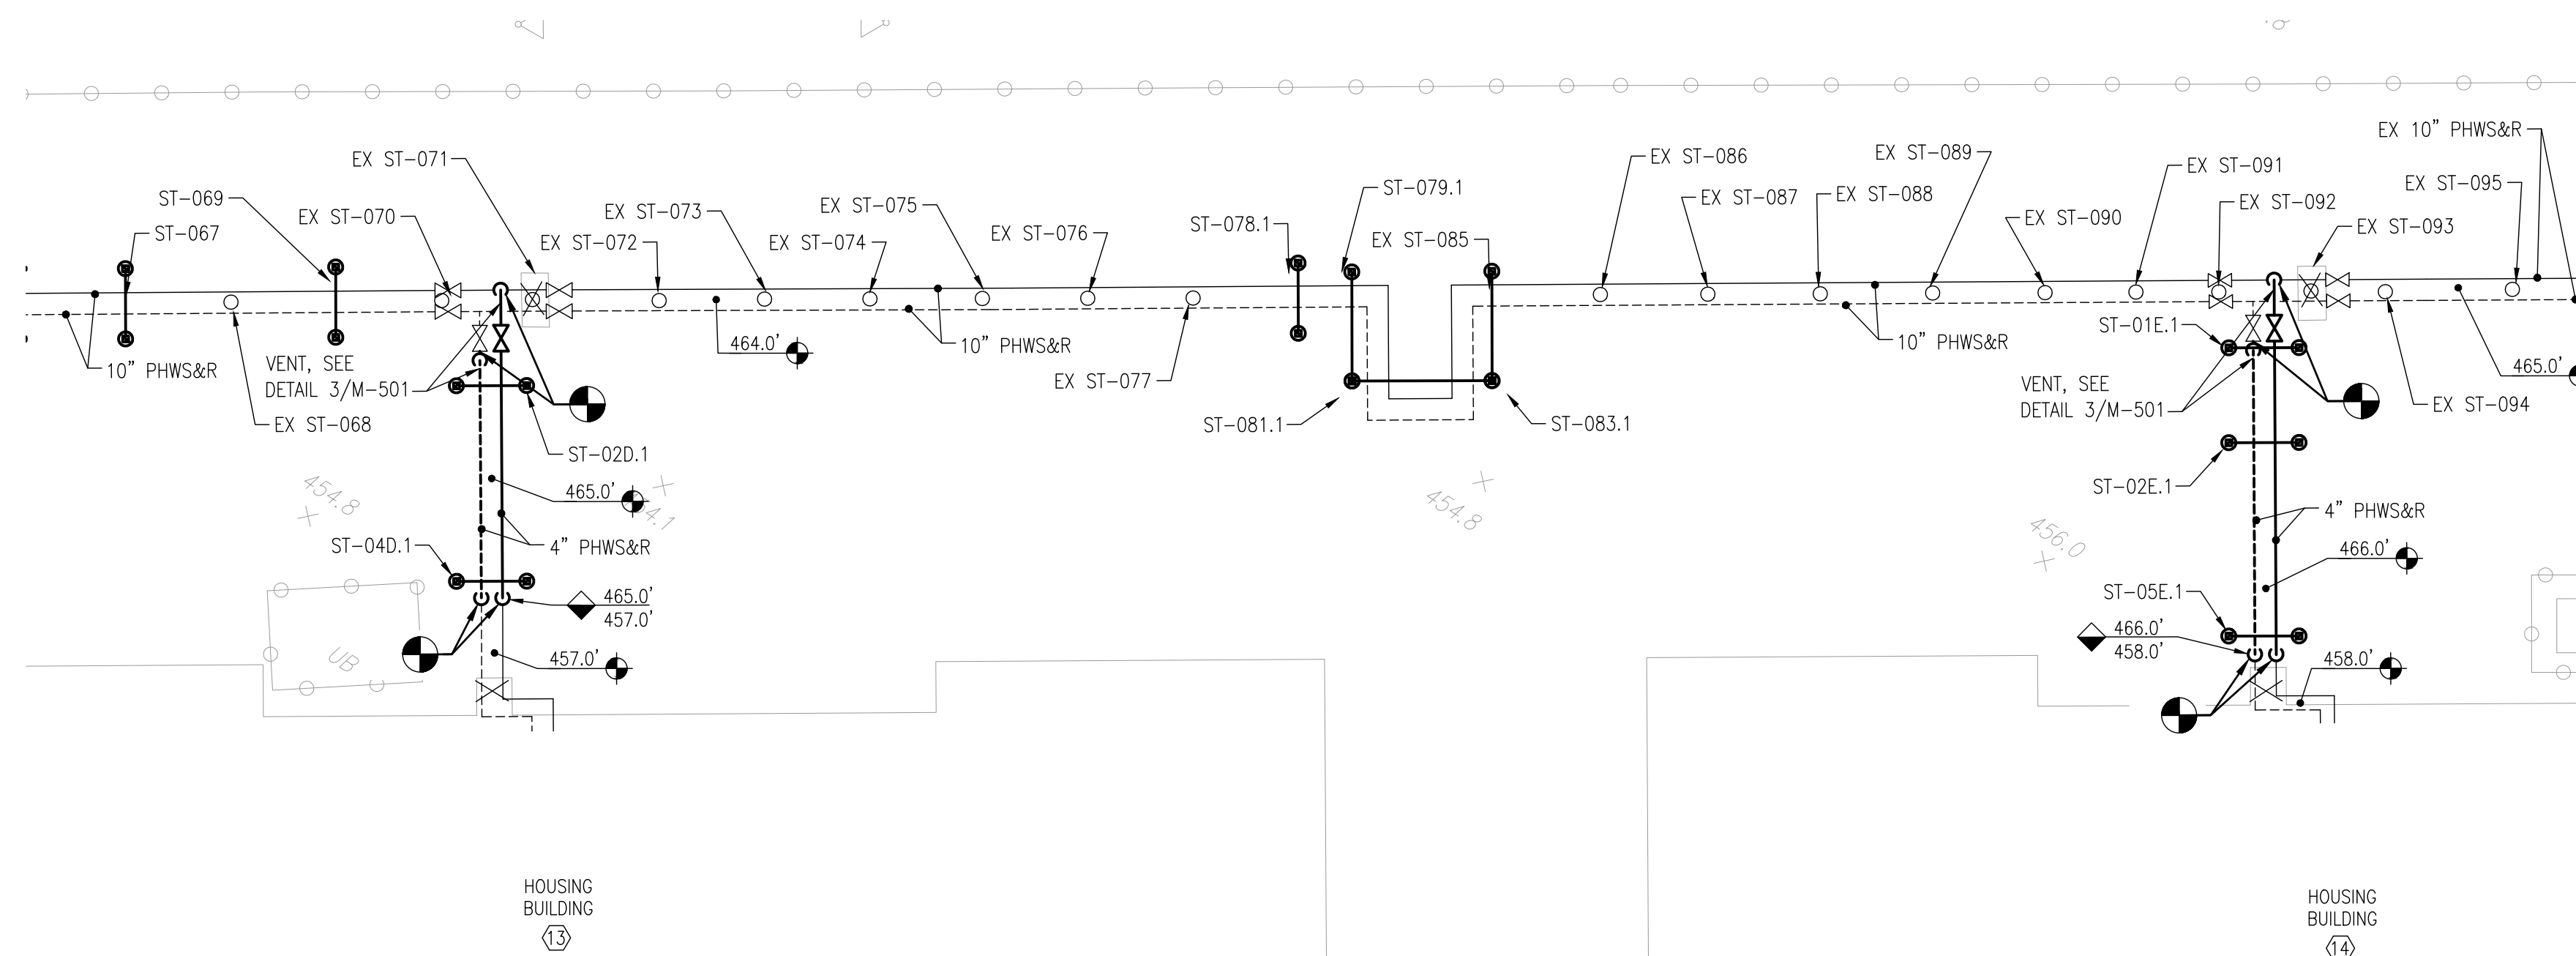 EX 10" PHWS&R
EX ST-071
EX ST-086
EX ST-089
EX ST-091
ST-069
EX ST-070
EX ST-073
EX ST-075
ST-079.1
EX ST-087
EX ST-088
EX ST-092
EX ST-095
ST-067
EX ST-072
EX ST-074
EX ST-076
ST-078.1
EX ST-085
EX ST-090
EX ST-093
10" PHWS&R
VENT, SEE
DETAIL 3/M-501
464.0'
10" PHWS&R
EX ST-077
10" PHWS&R
ST-01E.1
465.0'
EX ST-068
ST-081.1
ST-083.1
VENT, SEE
DETAIL 3/M-501
EX ST-094
ST-02D.1
454.8
465.0'
454.8
ST-02E.1
4" PHWS&R
456.0
ST-04D.1
4" PHWS&R
466.0'
465.0'
457.0'
ST-05E.1
466.0'
458.0'
UB
457.0'
458.0'
HOUSING
BUILDING
13
HOUSING
BUILDING
14